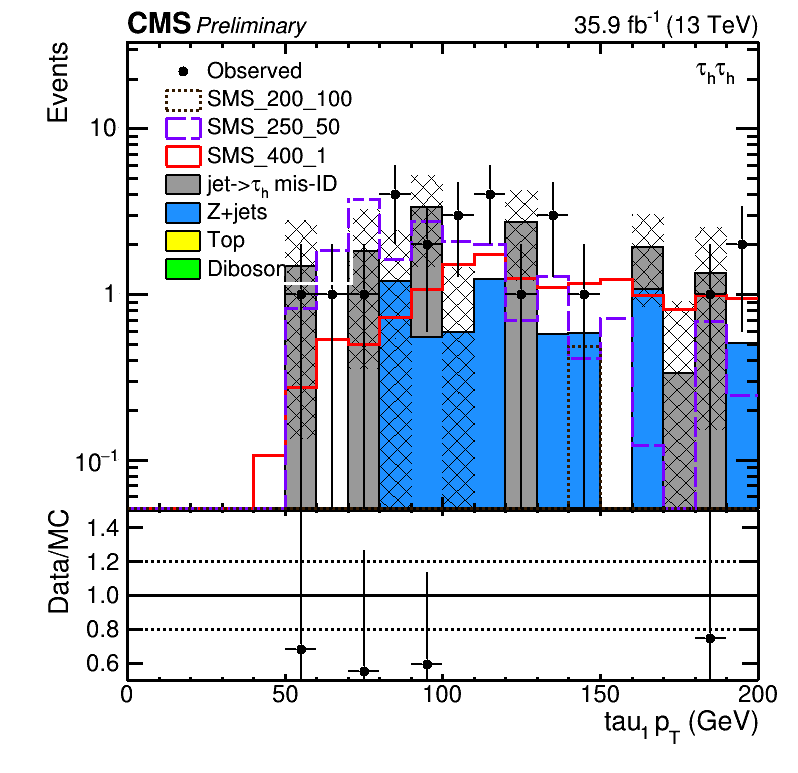 CMS Preliminary 35.9 fb⁻¹ (13 TeV)
Events
τₕτₕ
Observed
SMS_200_100
SMS_250_50
SMS_400_1
jet->τₕ mis-ID
Z+jets
Top
Diboson
10
1
10⁻¹
Data/MC
1.4
1.2
1.0
0.8
0.6
0 50 100 150 200
tau₁ p_T (GeV)